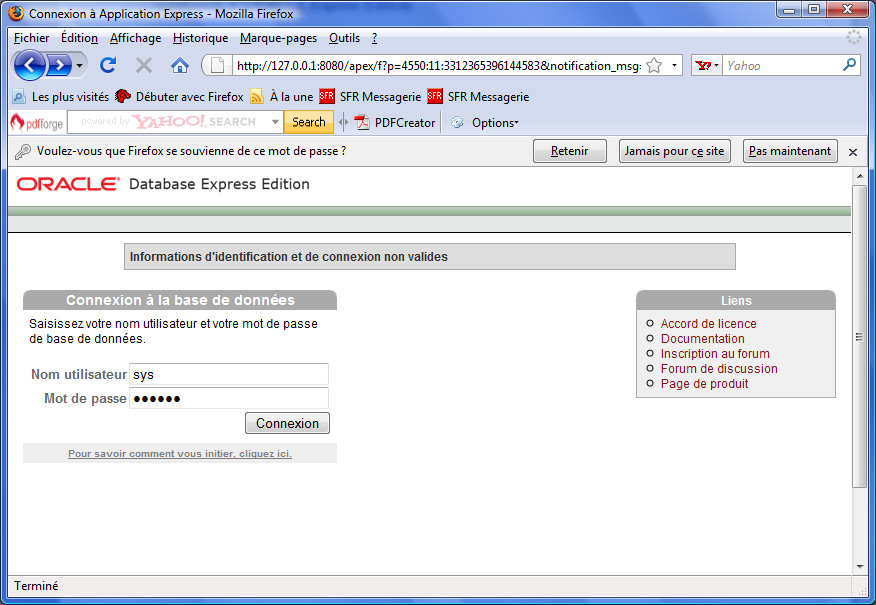 Connexion à Application Express - Mozilla Firefox
Fichier Édition Affichage Historique Marque-pages Outils ?
http://127.0.0.1:8080/apex/f?p=4550:11:3312365396144583&notification_msg: Yahoo
Les plus visités Débuter avec Firefox À la une SFR SFR Messagerie SFR SFR Messagerie
pdfforge powered by YAHOO! SEARCH Search PDFCreator Options
Voulez-vous que Firefox se souvienne de ce mot de passe ? Retenir Jamais pour ce site Pas maintenant
ORACLE Database Express Edition
Informations d'identification et de connexion non valides
Connexion à la base de données
Saisissez votre nom utilisateur et votre mot de passe
de base de données.
Nom utilisateur sys
Mot de passe ●●●●●●
Connexion
Pour savoir comment vous initier, cliquez ici.
Liens
Accord de licence
Documentation
Inscription au forum
Forum de discussion
Page de produit
Terminé